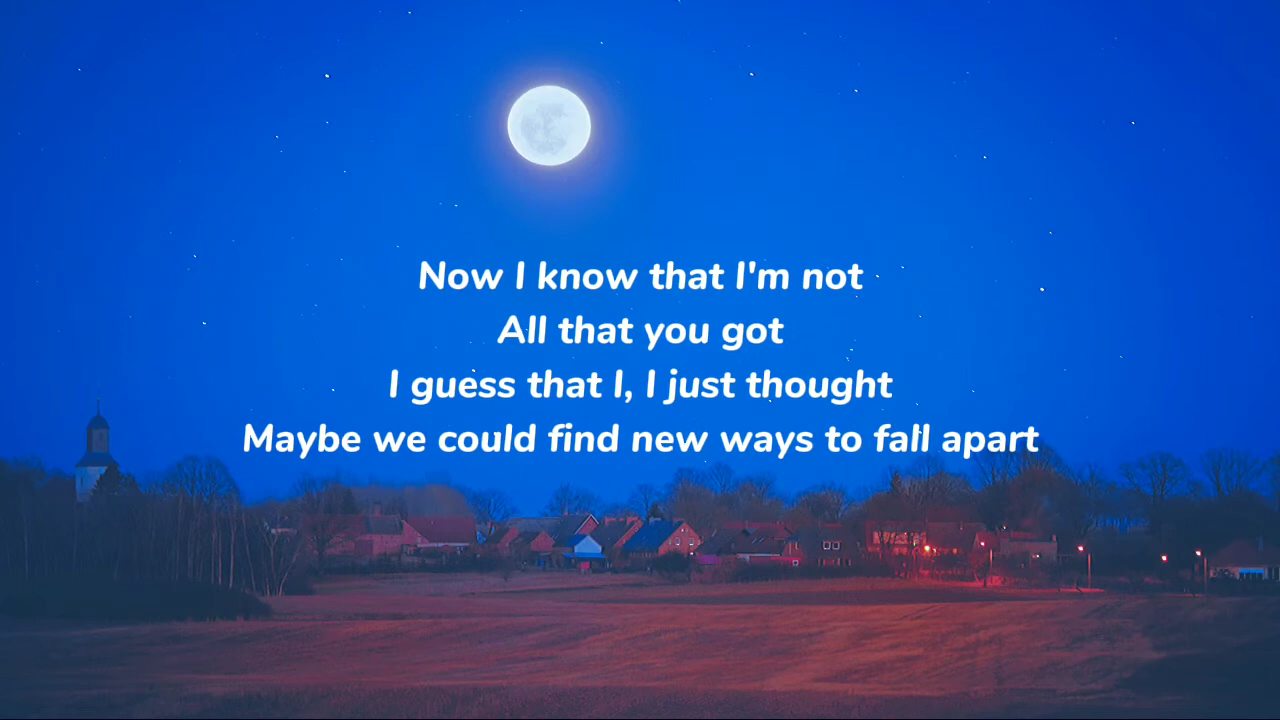 Now I know that I'm not
All that you got
I guess that I, I just thought
Maybe we could find new ways to fall apart